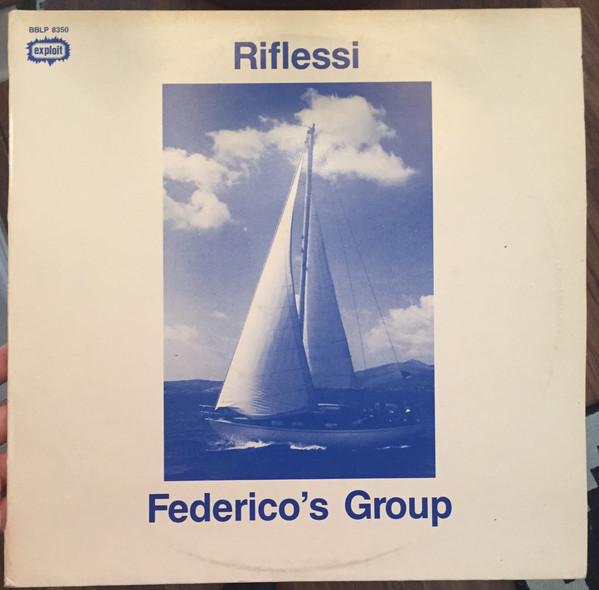 BBLP 8350
exploit
Riflessi
Federico's Group